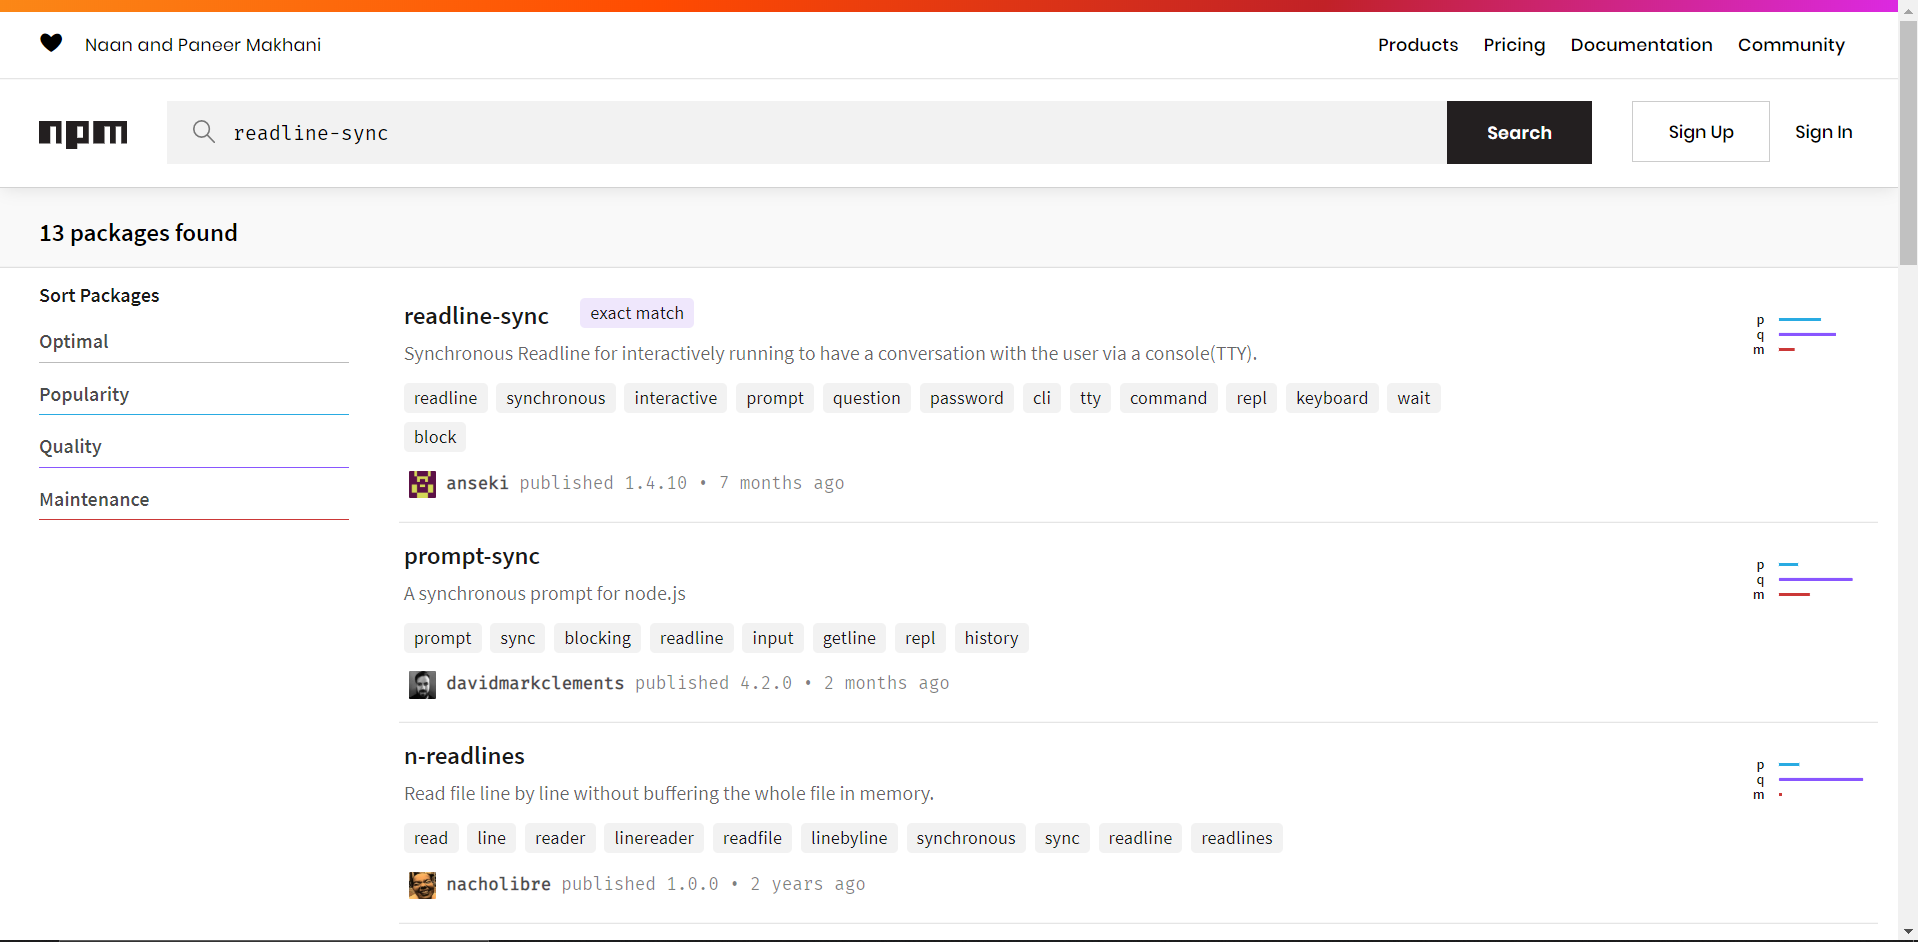 Naan and Paneer Makhani
Products Pricing Documentation Community
npm
readline-sync
Search
Sign Up
Sign In
13 packages found
Sort Packages
Optimal
Popularity
Quality
Maintenance
readline-sync exact match
Synchronous Readline for interactively running to have a conversation with the user via a console(TTY).
readline synchronous interactive prompt question password cli tty command repl keyboard wait
block
anseki published 1.4.10 • 7 months ago
p
q
m
prompt-sync
A synchronous prompt for node.js
prompt sync blocking readline input getline repl history
davidmarkclements published 4.2.0 • 2 months ago
p
q
m
n-readlines
Read file line by line without buffering the whole file in memory.
read line reader linereader readfile linebyline synchronous sync readline readlines
nacholibre published 1.0.0 • 2 years ago
p
q
m